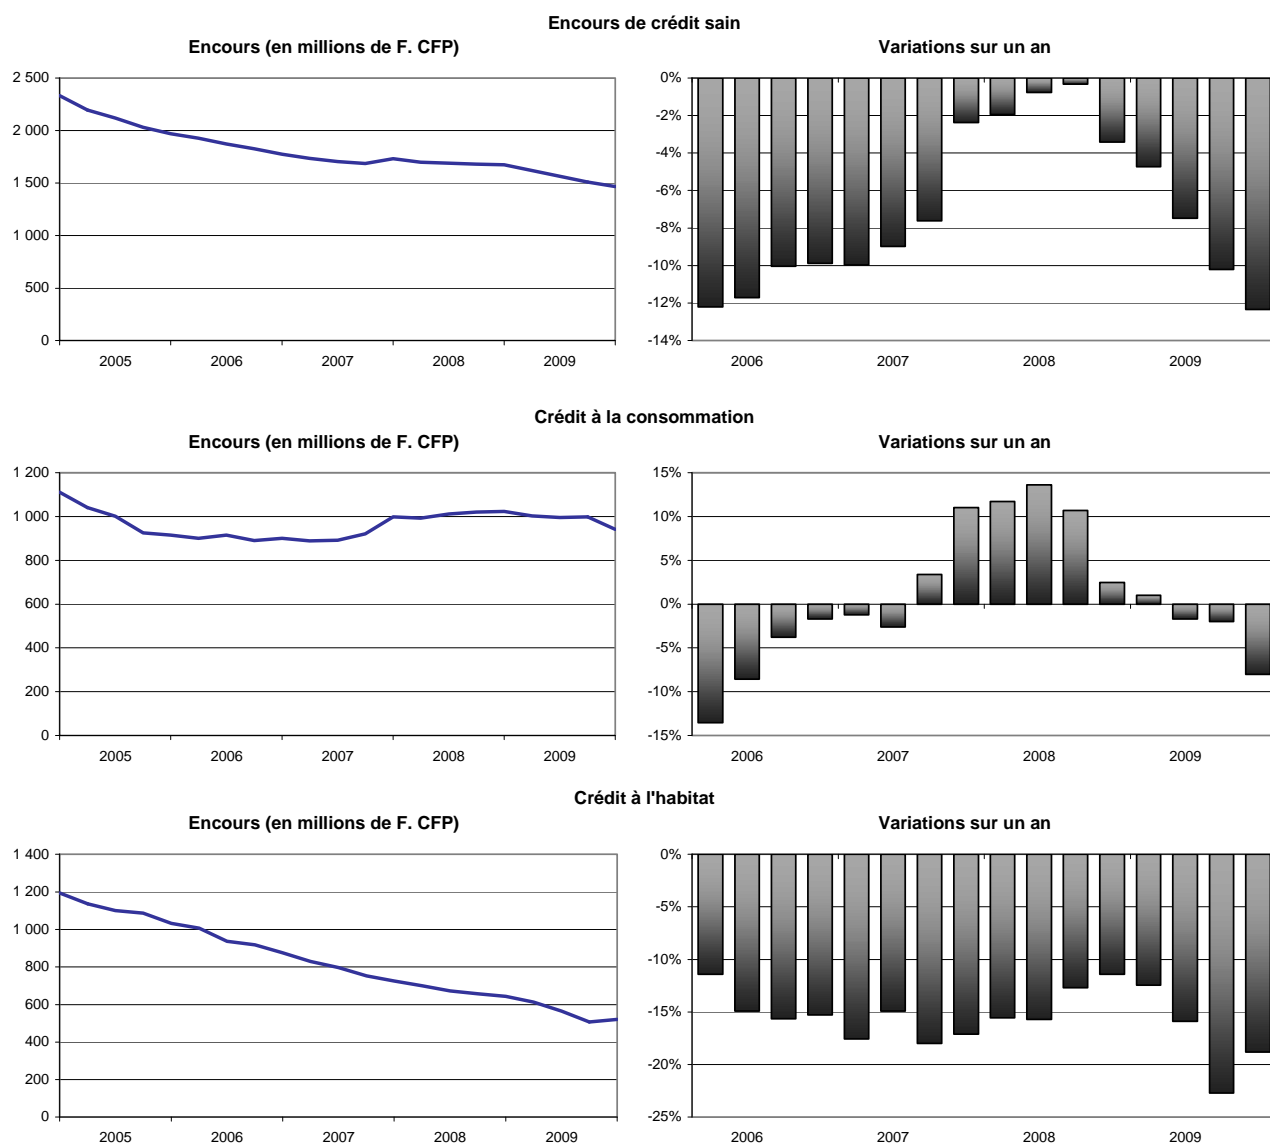 Encours de crédit sain
Encours (en millions de F. CFP)
2 500
2 000
1 500
1 000
500
0
2005 2006 2007 2008 2009
Variations sur un an
0%
-2%
-4%
-6%
-8%
-10%
-12%
-14%
2006 2007 2008 2009
Crédit à la consommation
Encours (en millions de F. CFP)
1 200
1 000
800
600
400
200
0
2005 2006 2007 2008 2009
Variations sur un an
15%
10%
5%
0%
-5%
-10%
-15%
2006 2007 2008 2009
Crédit à l'habitat
Encours (en millions de F. CFP)
1 400
1 200
1 000
800
600
400
200
0
2005 2006 2007 2008 2009
Variations sur un an
0%
-5%
-10%
-15%
-20%
-25%
2006 2007 2008 2009